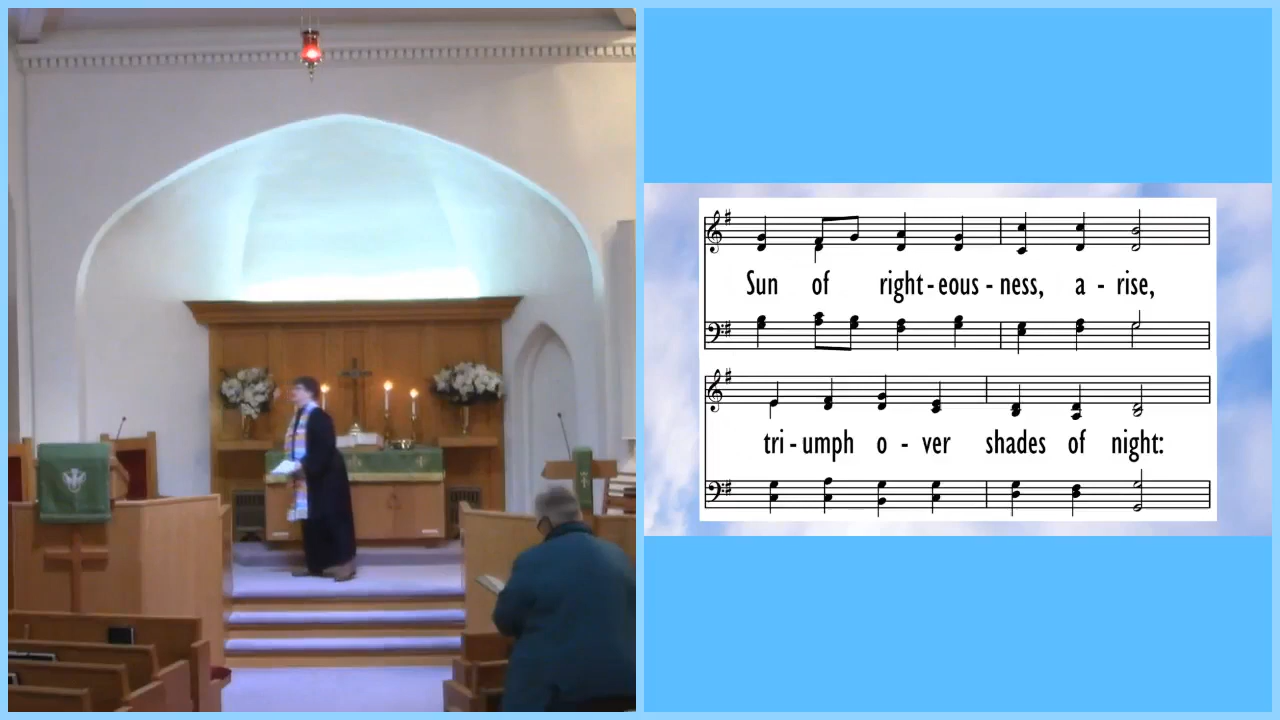 Sun of right-eous-ness, a-rise,
tri-umph o-ver shades of night: